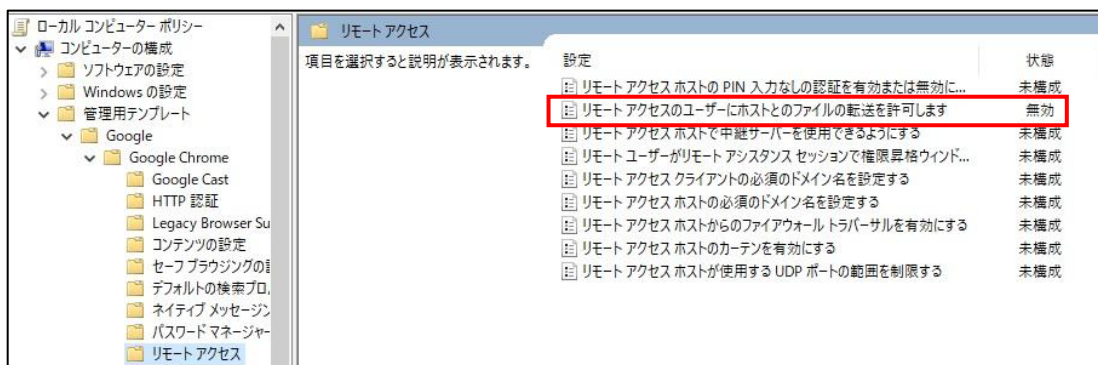 ローカル コンピューター ポリシー
コンピューターの構成
ソフトウェアの設定
Windows の設定
管理用テンプレート
Google
Google Chrome
Google Cast
HTTP 認証
Legacy Browser Su
コンテンツの設定
セーフ ブラウジングの
デフォルトの検索プロ
ネイティブ メッセージン
パスワード マネージャー
リモート アクセス
リモート アクセス
項目を選択すると説明が表示されます。
設定 状態
リモート アクセス ホストの PIN 入力なしの認証を有効または無効に... 未構成
リモート アクセスのユーザーにホストとのファイルの転送を許可します 無効
リモート アクセス ホストで中継サーバーを使用できるようにする 未構成
リモート ユーザーがリモート アシスタンス セッションで権限昇格ウィンド... 未構成
リモート アクセス クライアントの必須のドメイン名を設定する 未構成
リモート アクセス ホストの必須のドメイン名を設定する 未構成
リモート アクセス ホストからのファイアウォール トラバーサルを有効にする 未構成
リモート アクセス ホストのカーテンを有効にする 未構成
リモート アクセス ホストが使用する UDP ポートの範囲を制限する 未構成